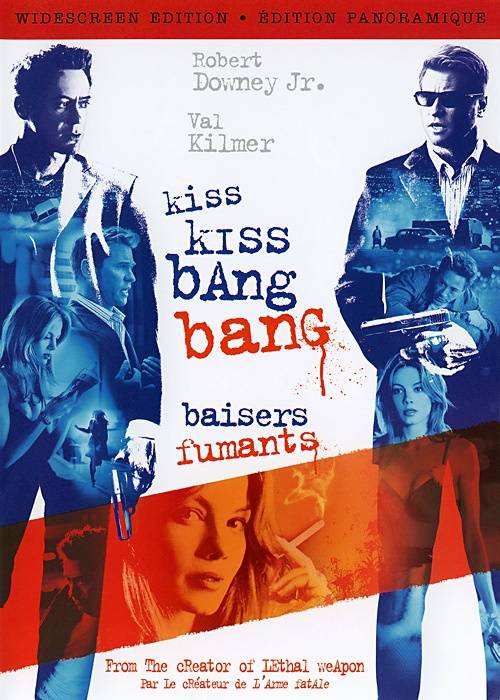 WIDESCREEN EDITION • ÉDITION PANORAMIQUE
Robert
Downey Jr.
Val
Kilmer
kiss
kISS
bAng
banG
baisers
fumants
From The cReator of LEthal weApon
Par Le cRéateur de L'Arme fatAle